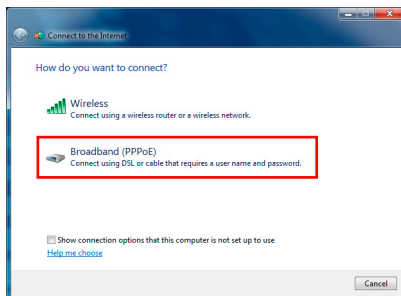 Connect to the Internet
How do you want to connect?
Wireless
Connect using a wireless router or a wireless network.
Broadband (PPPoE)
Connect using DSL or cable that requires a user name and password.
Show connection options that this computer is not set up to use
Help me choose
Cancel